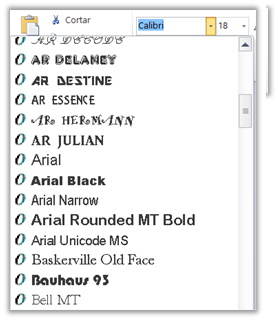 Cortar
Calibri 18
AR DECODE
AR DELANEY
AR DESTINE
AR ESSENCE
AR HERMANN
AR JULIAN
Arial
Arial Black
Arial Narrow
Arial Rounded MT Bold
Arial Unicode MS
Baskerville Old Face
Bauhaus 93
Bell MT